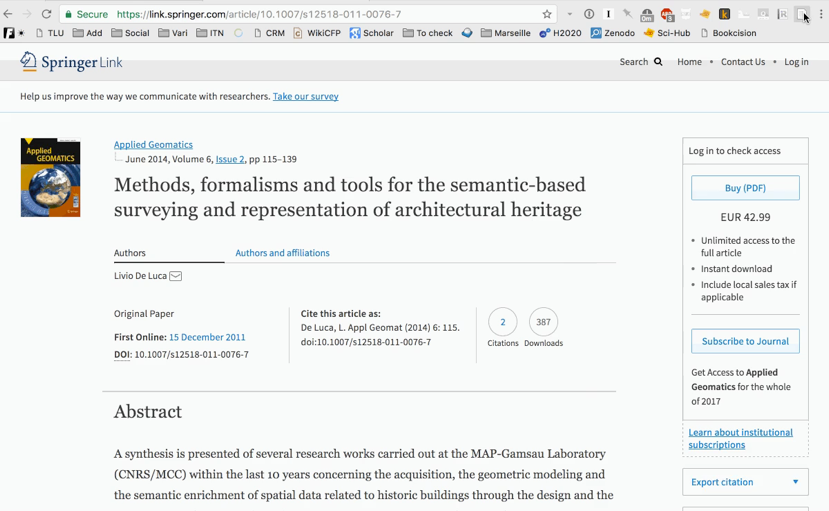 Secure https://link.springer.com/article/10.1007/s12518-011-0076-7
TLU Add Social Vari ITN CRM WikiCFP Scholar To check Marseille H2020 Zenodo Sci-Hub Bookcision
Springer Link
Search Home • Contact Us • Log in
Help us improve the way we communicate with researchers. Take our survey
Applied GEOMATICS
Applied Geomatics
June 2014, Volume 6, Issue 2, pp 115–139
Methods, formalisms and tools for the semantic-based
surveying and representation of architectural heritage
Authors Authors and affiliations
Livio De Luca
Original Paper
First Online: 15 December 2011
DOI: 10.1007/s12518-011-0076-7
Cite this article as:
De Luca, L. Appl Geomat (2014) 6: 115.
doi:10.1007/s12518-011-0076-7
2 387
Citations Downloads
Abstract
A synthesis is presented of several research works carried out at the MAP-Gamsau Laboratory
(CNRS/MCC) within the last 10 years concerning the acquisition, the geometric modeling and
the semantic enrichment of spatial data related to historic buildings through the design and the
Log in to check access
Buy (PDF)
EUR 42.99
• Unlimited access to the
full article
• Instant download
• Include local sales tax if
applicable
Subscribe to Journal
Get Access to Applied
Geomatics for the whole
of 2017
Learn about institutional
subscriptions
Export citation